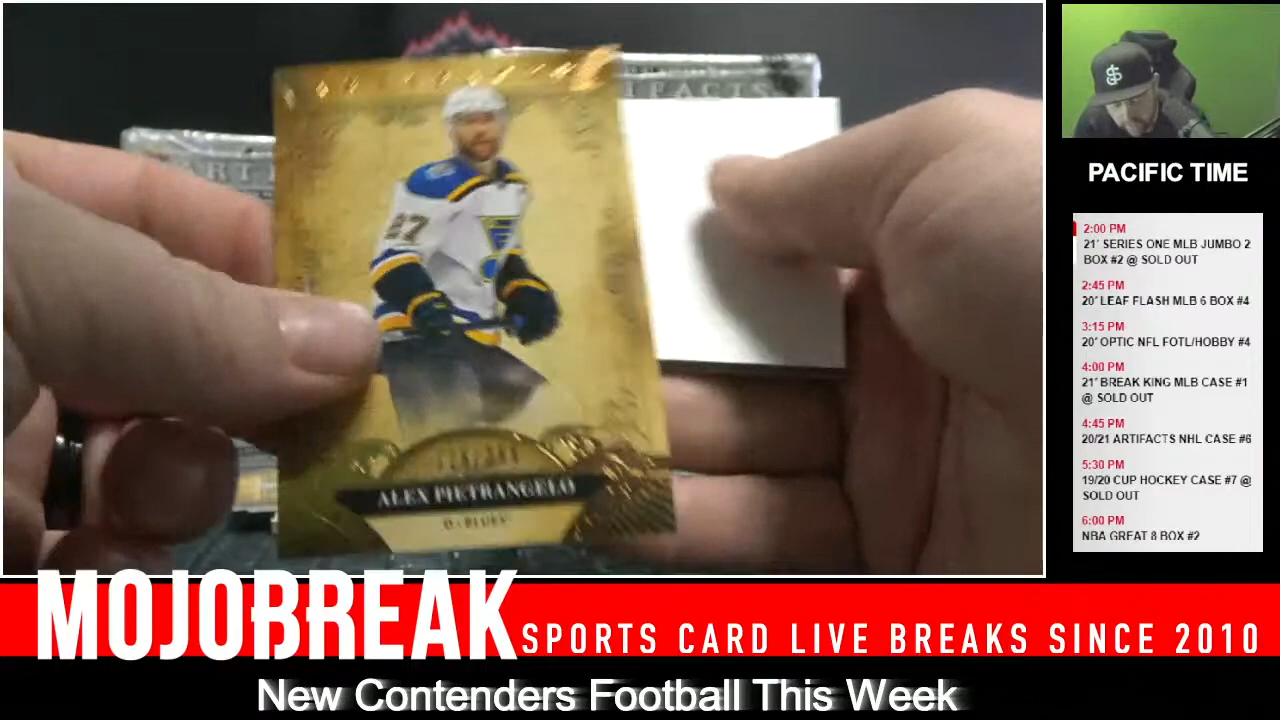 27
ALEX PIETRANGELO
PACIFIC TIME
2:00 PM
21' SERIES ONE MLB JUMBO 2
BOX #2 @ SOLD OUT
2:45 PM
20' LEAF FLASH MLB 6 BOX #4
3:15 PM
20' OPTIC NFL FOTL/HOBBY #4
4:00 PM
21' BREAK KING MLB CASE #1
@ SOLD OUT
4:45 PM
20/21 ARTIFACTS NHL CASE #6
5:30 PM
19/20 CUP HOCKEY CASE #7 @
SOLD OUT
6:00 PM
NBA GREAT 8 BOX #2
MOJOBREAK
SPORTS CARD LIVE BREAKS SINCE 2010
New Contenders Football This Week